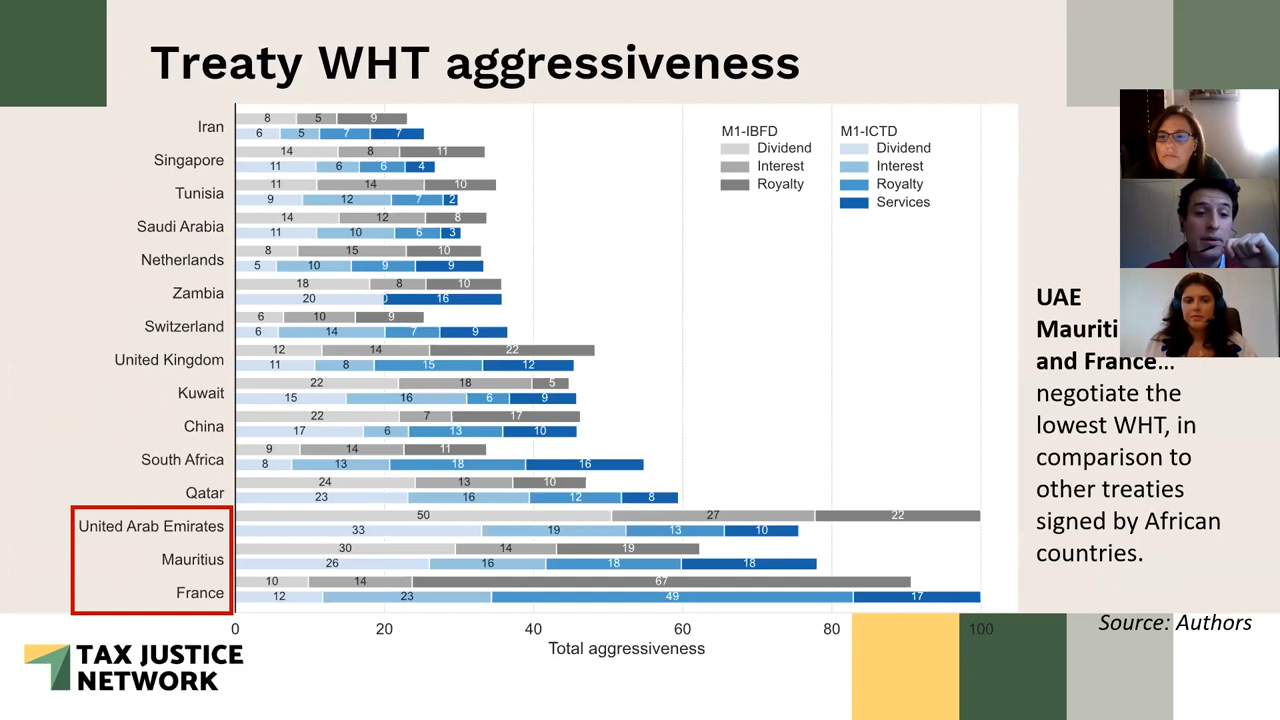 Treaty WHT aggressiveness
M1-IBFD
Dividend
Interest
Royalty
M1-ICTD
Dividend
Interest
Royalty
Services
Iran
8 5 9
6 5 7 7
Singapore
14 8 11
11 6 6 4
Tunisia
11 14 10
9 12 7 2
Saudi Arabia
14 12 8
11 10 6 3
Netherlands
8 15 10
5 10 9 9
Zambia
18 8 10
20 0 16
Switzerland
6 10 9
6 14 7 9
United Kingdom
12 14 22
11 8 15 12
Kuwait
22 18 5
15 16 6 9
China
22 7 17
17 6 13 10
South Africa
9 14 11
8 13 18 16
Qatar
24 13 10
23 16 12 8
United Arab Emirates
50 27 22
33 19 13 10
Mauritius
30 14 19
26 16 18 18
France
10 14 67
12 23 49 17
0 20 40 60 80 100
Total aggressiveness
UAE
Mauriti
and France...
negotiate the
lowest WHT, in
comparison to
other treaties
signed by African
countries.
Source: Authors
TAX JUSTICE
NETWORK